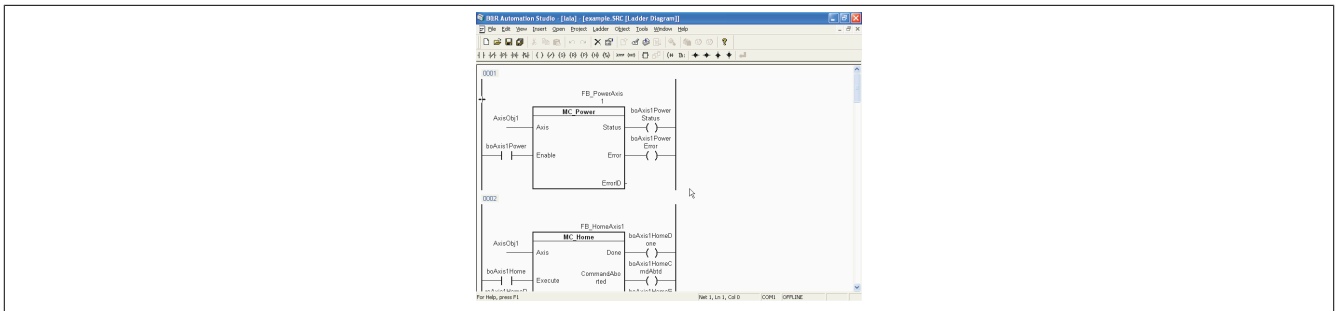 B&R Automation Studio - [lala] - [example.SRC [Ladder Diagram]]
File Edit View Insert Open Project Ladder Object Tools Window Help
0001
FB_PowerAxis
1
MC_Power
AxisObj1
Axis
Status
boAxis1Power
Status
boAxis1Power
Enable
Error
boAxis1Power
Error
ErrorID
0002
FB_HomeAxis1
MC_Home
AxisObj1
Axis
Done
boAxis1HomeD
one
boAxis1Home
Execute
CommandAbo
rted
boAxis1HomeC
mdAbtd
For Help, press F1
Net 1, Ln 1, Col 0
COM1
OFFLINE